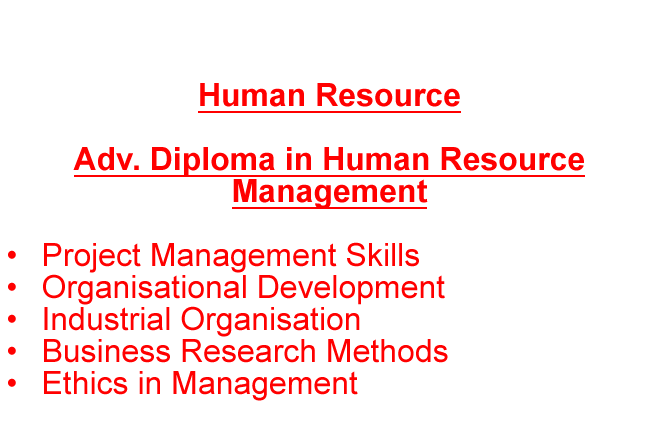 Human Resource
Adv. Diploma in Human Resource
Management
• Project Management Skills
• Organisational Development
• Industrial Organisation
• Business Research Methods
• Ethics in Management